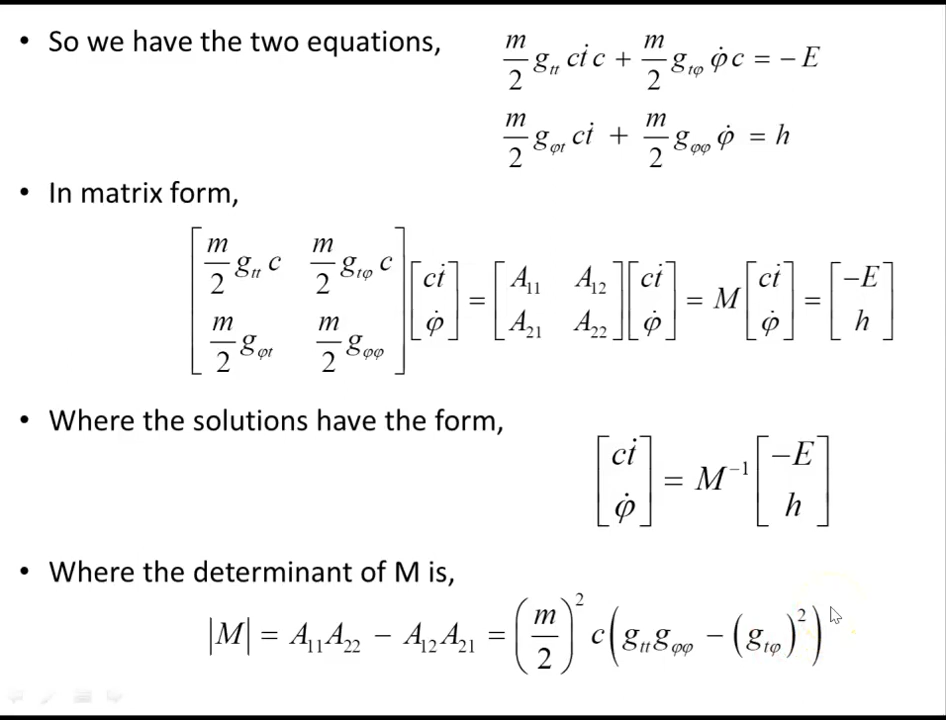 • So we have the two equations,
m/2 g_tt cṫ c + m/2 g_tφ φ̇ c = − E
m/2 g_φt cṫ + m/2 g_φφ φ̇ = h
• In matrix form,
[m/2 g_tt c  m/2 g_tφ c; m/2 g_φt  m/2 g_φφ] [cṫ; φ̇] = [A₁₁  A₁₂; A₂₁  A₂₂] [cṫ; φ̇] = M [cṫ; φ̇] = [−E; h]
• Where the solutions have the form,
[cṫ; φ̇] = M⁻¹ [−E; h]
• Where the determinant of M is,
|M| = A₁₁A₂₂ − A₁₂A₂₁ = (m/2)² c(g_tt g_φφ − (g_tφ)²)